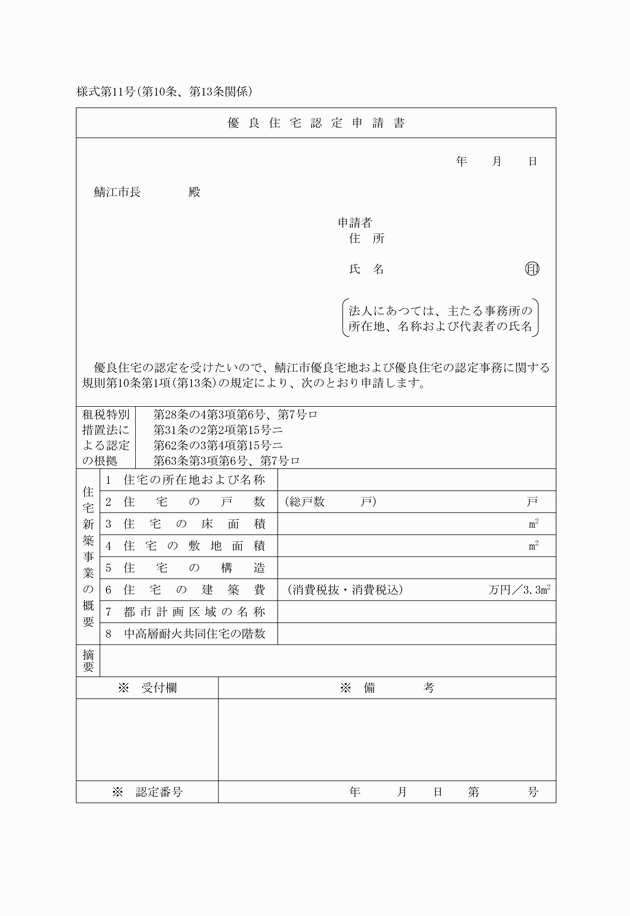 様式第11号(第10条、第13条関係)
優良住宅認定申請書
年　月　日
鯖江市長　殿
申請者
住　所
氏　名　㊞
法人にあつては、主たる事務所の
所在地、名称および代表者の氏名
優良住宅の認定を受けたいので、鯖江市優良宅地および優良住宅の認定事務に関する
規則第10条第1項(第13条)の規定により、次のとおり申請します。
租税特別措置法による認定の根拠
第28条の4第3項第6号、第7号ロ
第31条の2第2項第15号ニ
第62条の3第4項第15号ニ
第63条第3項第6号、第7号ロ
住宅新築事業の概要
1　住宅の所在地および名称
2　住宅の戸数　(総戸数　戸)　戸
3　住宅の床面積　m²
4　住宅の敷地面積　m²
5　住宅の構造
6　住宅の建築費　(消費税抜・消費税込)　万円／3.3m²
7　都市計画区域の名称
8　中高層耐火共同住宅の階数
摘要
※　受付欄　※　備　考
※　認定番号　年　月　日　第　号